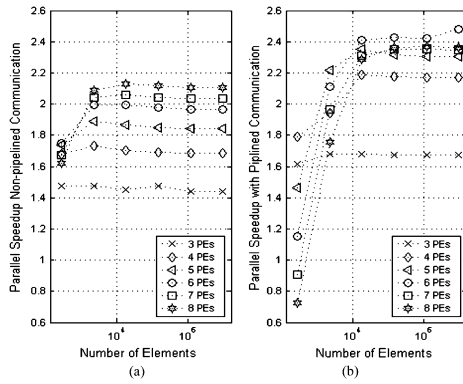 Parallel Speedup Non-pipelined Communication
2.6
2.4
2.2
2
1.8
1.6
1.4
1.2
1
0.8
0.6
3 PEs
4 PEs
5 PEs
6 PEs
7 PEs
8 PEs
10^4
10^6
Number of Elements
(a)
Parallel Speedup with Piplined Communication
2.6
2.4
2.2
2
1.8
1.6
1.4
1.2
1
0.8
0.6
3 PEs
4 PEs
5 PEs
6 PEs
7 PEs
8 PEs
10^4
10^6
Number of Elements
(b)